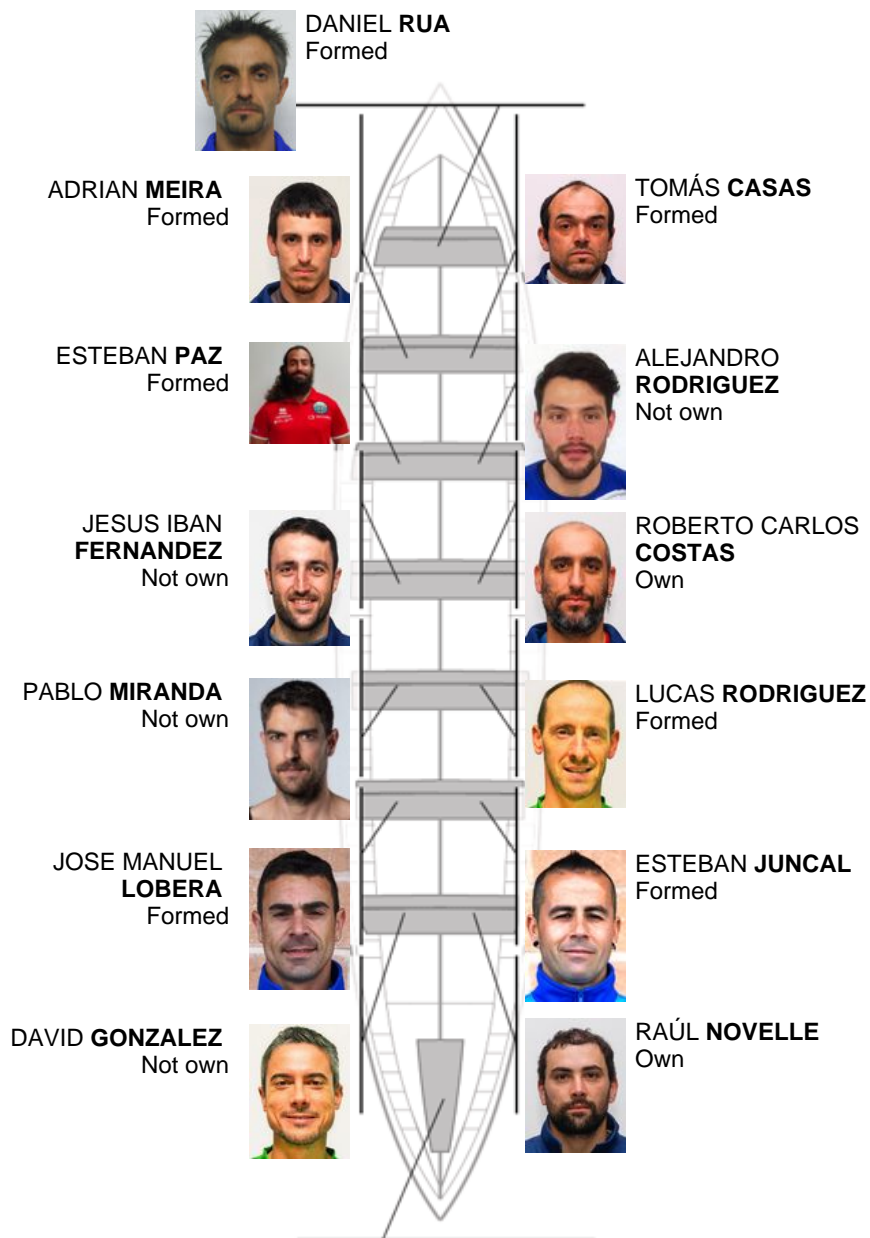 DANIEL RUA
Formed
ADRIAN MEIRA
Formed
TOMÁS CASAS
Formed
ESTEBAN PAZ
Formed
ALEJANDRO
RODRIGUEZ
Not own
JESUS IBAN
FERNANDEZ
Not own
ROBERTO CARLOS
COSTAS
Own
PABLO MIRANDA
Not own
LUCAS RODRIGUEZ
Formed
JOSE MANUEL
LOBERA
Formed
ESTEBAN JUNCAL
Formed
DAVID GONZALEZ
Not own
RAÚL NOVELLE
Own